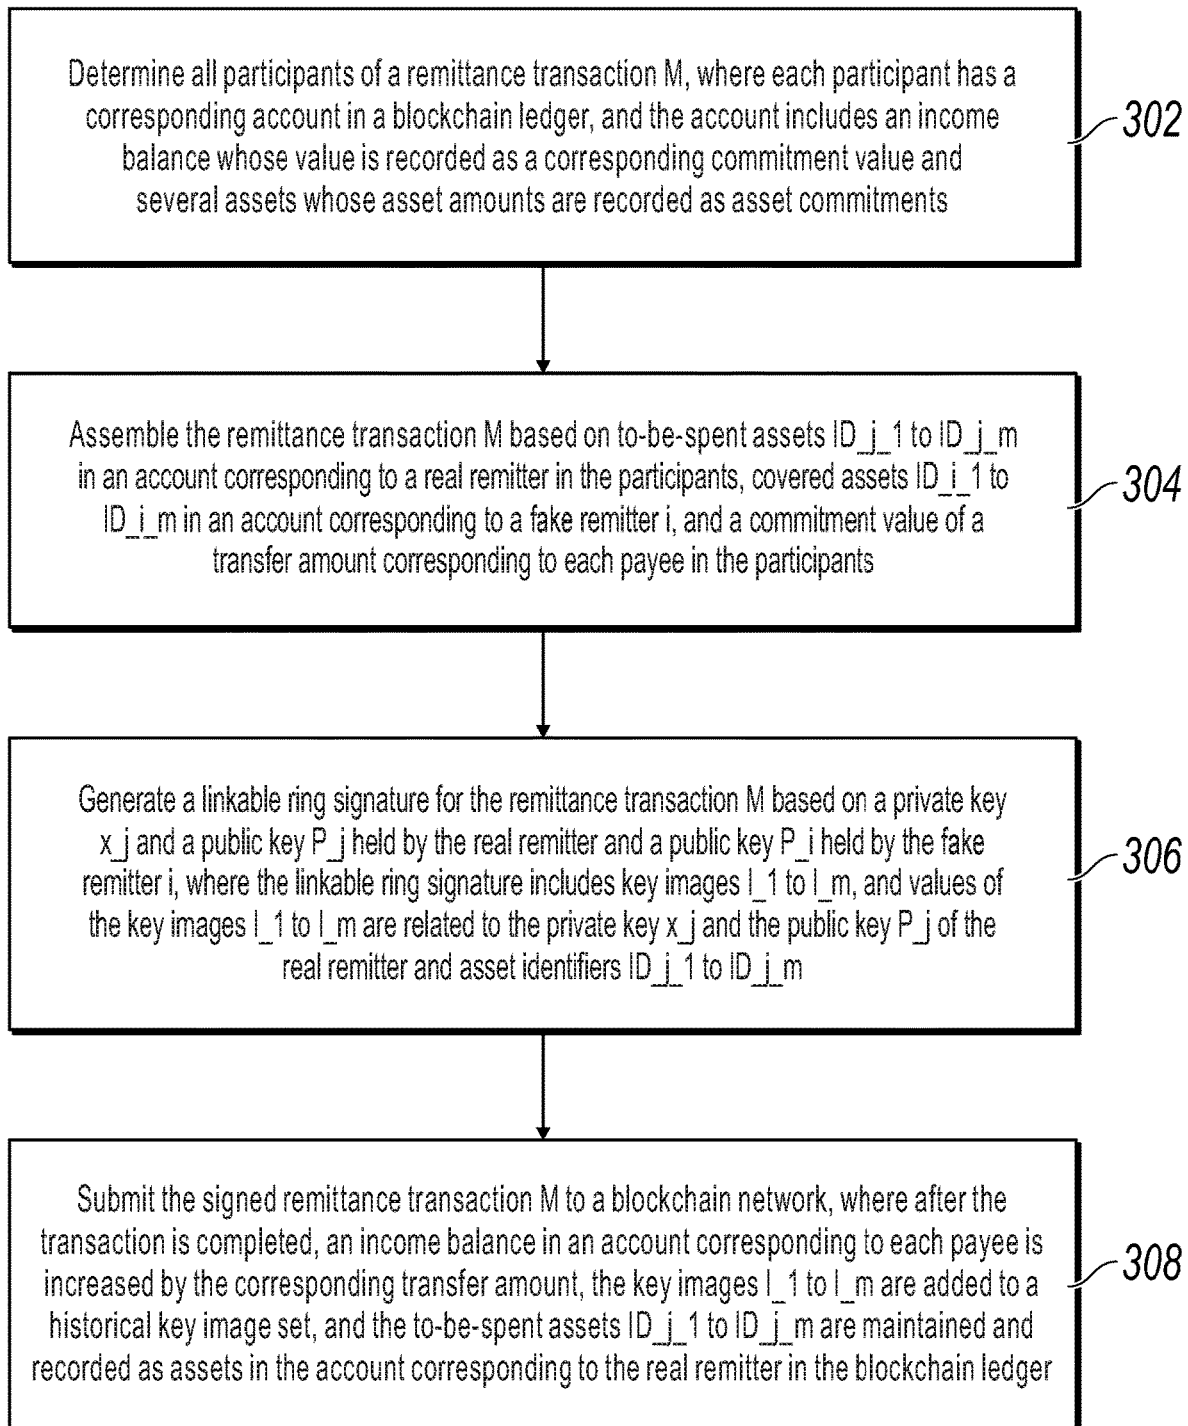 Determine all participants of a remittance transaction M, where each participant has a
corresponding account in a blockchain ledger, and the account includes an income
balance whose value is recorded as a corresponding commitment value and
several assets whose asset amounts are recorded as asset commitments
302
Assemble the remittance transaction M based on to-be-spent assets ID_j_1 to ID_j_m
in an account corresponding to a real remitter in the participants, covered assets ID_i_1 to
ID_i_m in an account corresponding to a fake remitter i, and a commitment value of a
transfer amount corresponding to each payee in the participants
304
Generate a linkable ring signature for the remittance transaction M based on a private key
x_j and a public key P_j held by the real remitter and a public key P_i held by the fake
remitter i, where the linkable ring signature includes key images I_1 to I_m, and values of
the key images I_1 to I_m are related to the private key x_j and the public key P_j of the
real remitter and asset identifiers ID_j_1 to ID_j_m
306
Submit the signed remittance transaction M to a blockchain network, where after the
transaction is completed, an income balance in an account corresponding to each payee is
increased by the corresponding transfer amount, the key images I_1 to I_m are added to a
historical key image set, and the to-be-spent assets ID_j_1 to ID_j_m are maintained and
recorded as assets in the account corresponding to the real remitter in the blockchain ledger
308